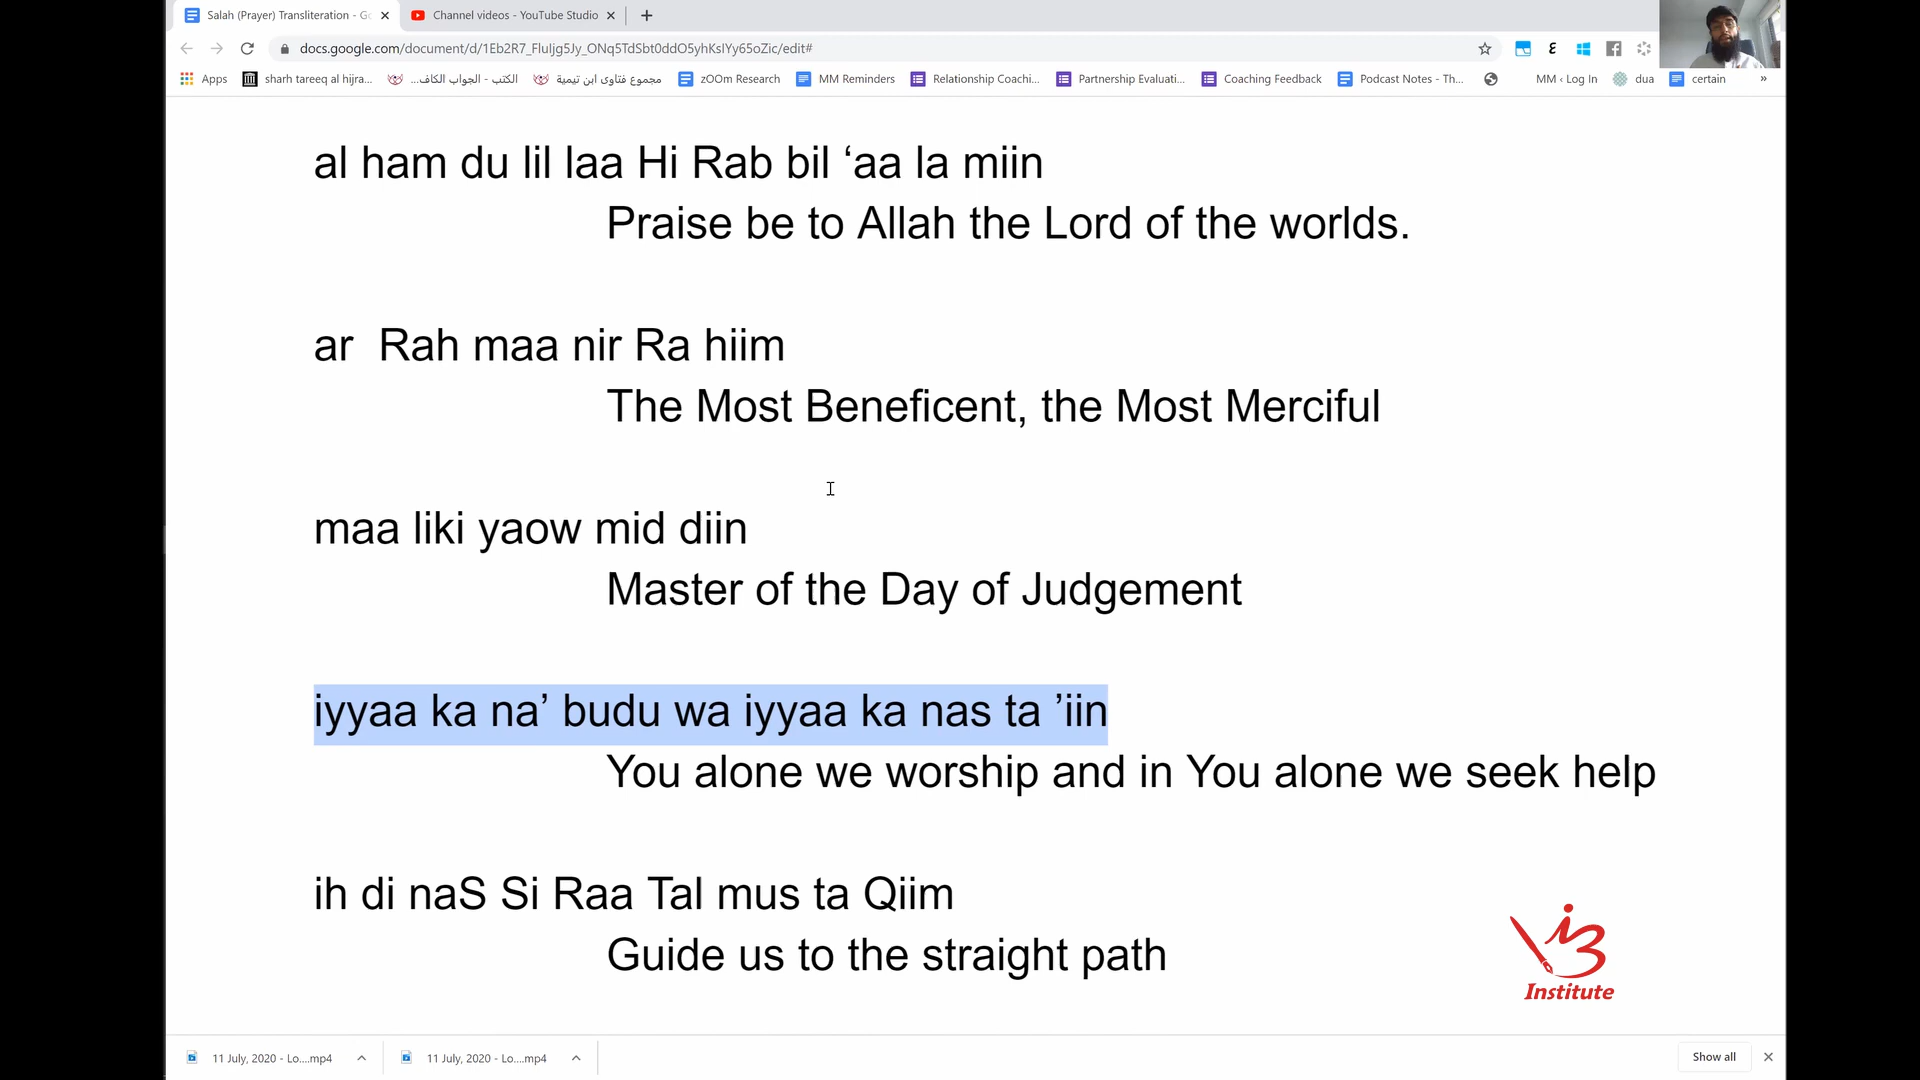 Salah (Prayer) Transliteration - Go
Channel videos - YouTube Studio
docs.google.com/document/d/1Eb2R7_FluIjg5Jy_ONq5TdSbt0ddO5yhKsIYy65oZic/edit#
Apps
sharh tareeq al hijra...
الكتب - الجواب الكاف...
مجموع فتاوى ابن تيمية
zOOm Research
MM Reminders
Relationship Coachi...
Partnership Evaluati...
Coaching Feedback
Podcast Notes - Th...
MM ‹ Log In
dua
certain
»
al ham du lil laa Hi Rab bil ‘aa la miin
Praise be to Allah the Lord of the worlds.
ar  Rah maa nir Ra hiim
The Most Beneficent, the Most Merciful
maa liki yaow mid diin
Master of the Day of Judgement
iyyaa ka na’ budu wa iyyaa ka nas ta ’iin
You alone we worship and in You alone we seek help
ih di naS Si Raa Tal mus ta Qiim
Guide us to the straight path
i3
Institute
11 July, 2020 - Lo....mp4
11 July, 2020 - Lo....mp4
Show all